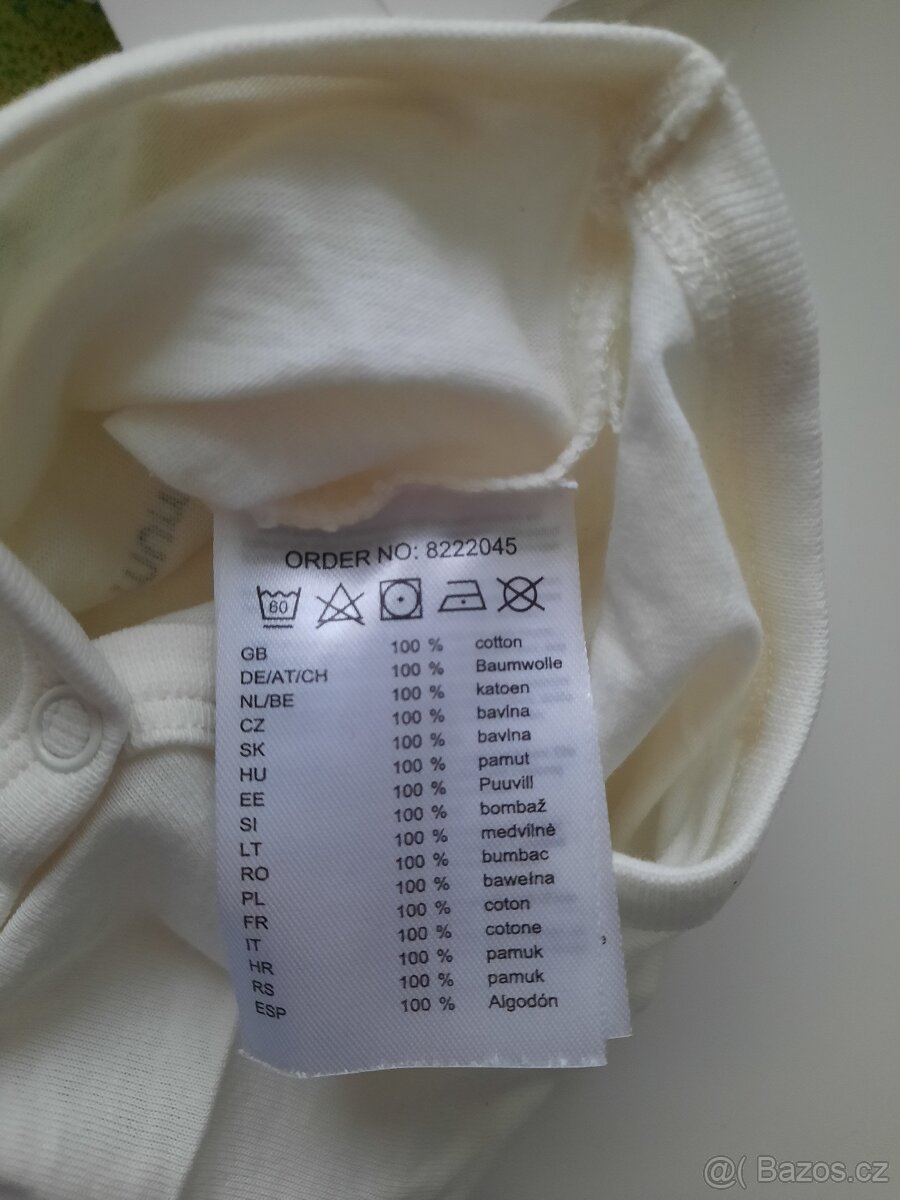 ORDER NO: 8222045
60
GB 100 % cotton
DE/AT/CH 100 % Baumwolle
NL/BE 100 % katoen
CZ 100 % bavlna
SK 100 % bavlna
HU 100 % pamut
EE 100 % Puuvill
SI 100 % bombaž
LT 100 % medvilnė
RO 100 % bumbac
PL 100 % bawełna
FR 100 % coton
IT 100 % cotone
HR 100 % pamuk
RS 100 % pamuk
ESP 100 % Algodón
@( Bazos.cz